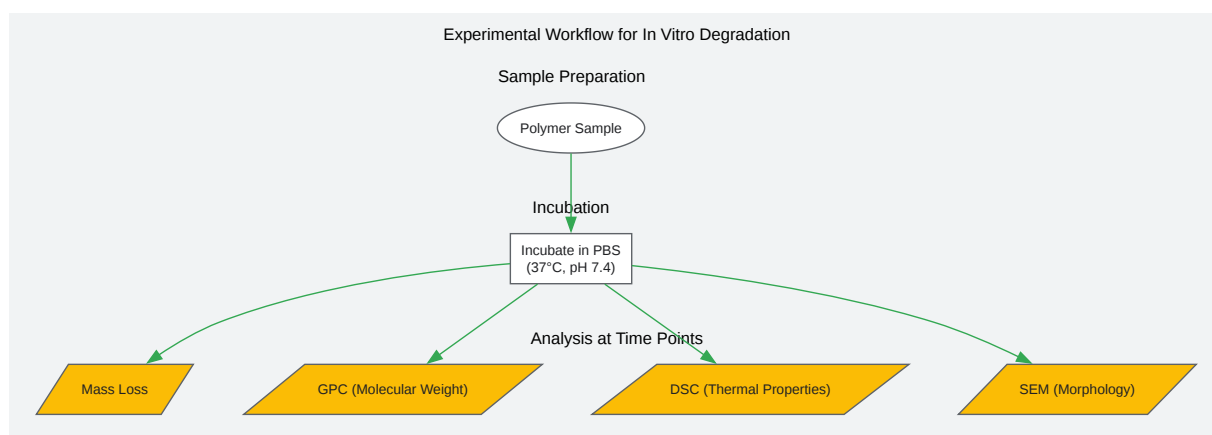 Experimental Workflow for In Vitro Degradation
Sample Preparation
Polymer Sample
Incubation
Incubate in PBS
(37°C, pH 7.4)
Analysis at Time Points
Mass Loss
GPC (Molecular Weight)
DSC (Thermal Properties)
SEM (Morphology)